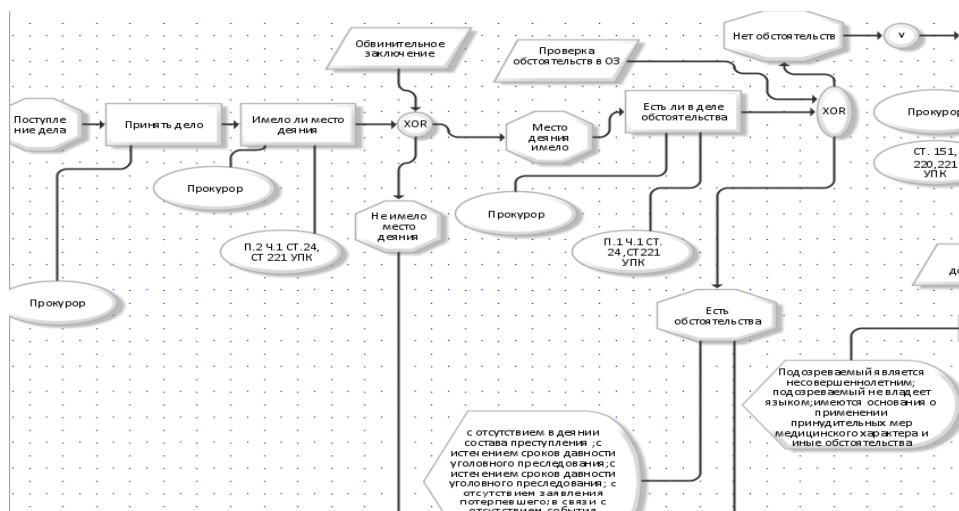 Обвинительное
заключение
Проверка
обстоятельств в ОЗ
Нет обстоятельств
v
Поступле
ние дела
Принять дело
Имело ли место
деяния
XOR
Место
деяния
имело
Есть ли в деле
обстоятельства
XOR
Прокурор
СТ. 151,
220,221
УПК
Прокурор
Не имело
место
деяния
Прокурор
П.2 Ч.1 СТ.24,
СТ 221 УПК
П.1 Ч.1 СТ.
24 ,СТ221
УПК
Прокурор
Есть
обстоятельства
Подозреваемый является
несовершеннолетним;
подозреваемый не владеет
языком;имеются основания о
применении
принудительных мер
медицинского характера и
иные обстоятельства
с отсутствием в деянии
состава преступления ;с
истечением сроков давности
уголовного преследования;с
истечением сроков давности
уголовного преследования; с
отсутствием заявления
потерпевшего;в связи с
отсутствием события